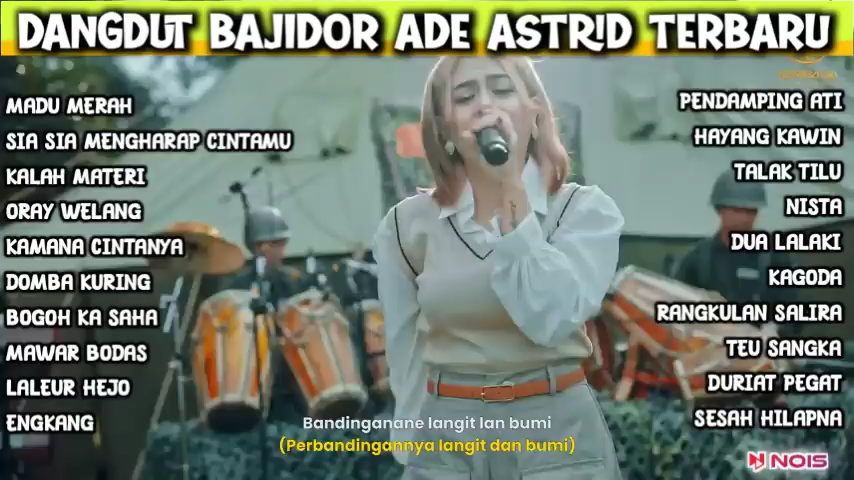 DANGDUT BAJIDOR ADE ASTRID TERBARU
MADU MERAH
SIA SIA MENGHARAP CINTAMU
KALAH MATERI
ORAY WELANG
KAMANA CINTANYA
DOMBA KURING
BOGOH KA SAHA
MAWAR BODAS
LALEUR HEJO
ENGKANG
PENDAMPING ATI
HAYANG KAWIN
TALAK TILU
NISTA
DUA LALAKI
KAGODA
RANGKULAN SALIRA
TEU SANGKA
DURIAT PEGAT
SESAH HILAPNA
Bandinganane langit lan bumi
(Perbandingannya langit dan bumi)
NOIS